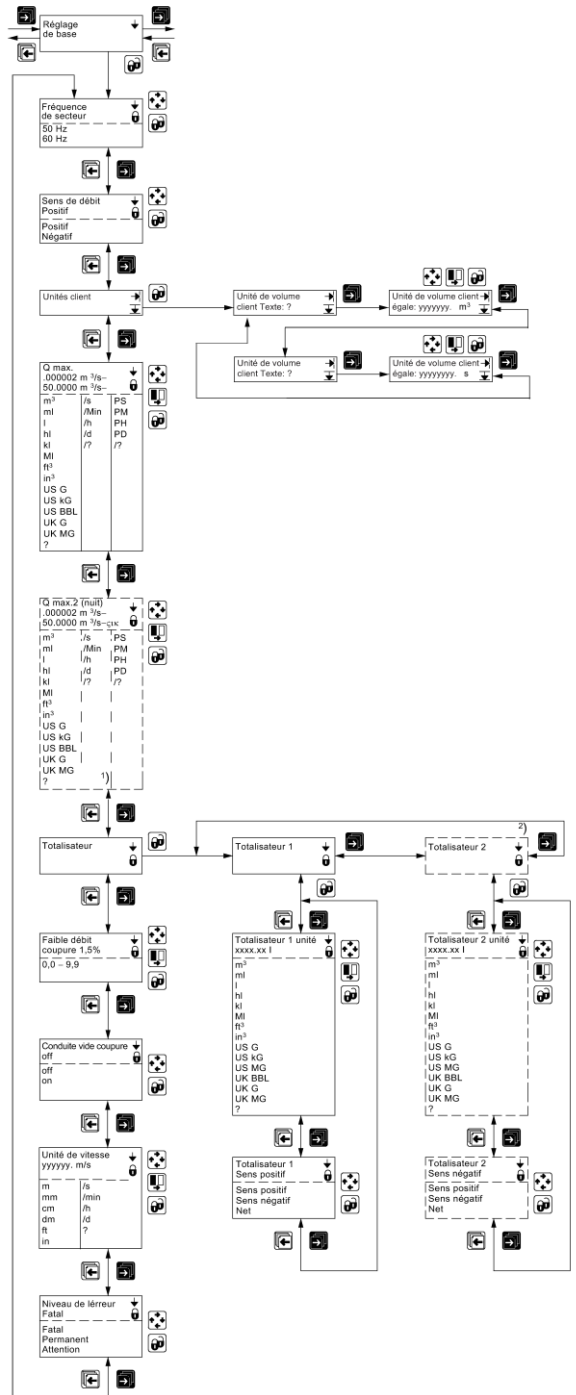 Réglage
de base
Fréquence
de secteur
50 Hz
60 Hz
Sens de débit
Positif
Positif
Négatif
Unités client
Unité de volume
client Texte: ?
Unité de volume client
égale: yyyyyyy. m³
Unité de volume
client Texte: ?
Unité de volume client
égale: yyyyyyyy. s
Q max.
.000002 m ³/s–
50.0000 m ³/s–
m³ /s PS
ml /Min PM
l /h PH
hl /d PD
kl /? /?
Ml
ft³
in³
US G
US kG
US BBL
UK G
UK MG
?
Q max.2 (nuit)
.000002 m ³/s–
50.0000 m ³/s–
m³ /s PS
ml /Min PM
l /h PH
hl /d PD
kl /? /?
Ml
ft³
in³
US G
US kG
US BBL
UK G
UK MG
? 1)
Totalisateur
Totalisateur 1
2)
Totalisateur 2
Faible débit
coupure 1,5%
0,0 – 9,9
Conduite vide coupure
off
off
on
Unité de vitesse
yyyyyy. m/s
m /s
mm /min
cm /h
dm /d
ft ?
in
Niveau de lérreur
Fatal
Fatal
Permanent
Attention
Totalisateur 1 unité
xxxx.xx l
m³
ml
l
hl
kl
Ml
ft³
in³
US G
US kG
US MG
UK BBL
UK G
UK MG
?
Totalisateur 1
Sens positif
Sens positif
Sens négatif
Net
Totalisateur 2 unité
xxxx.xx l
m³
ml
l
hl
kl
Ml
ft³
in³
US G
US kG
US MG
UK BBL
UK G
UK MG
?
Totalisateur 2
Sens négatif
Sens positif
Sens négatif
Net